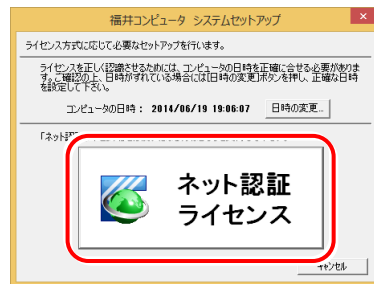 福井コンピュータ システムセットアップ
ライセンス方式に応じて必要なセットアップを行います。
ライセンスを正しく認識させるためには、コンピュータの日時を正確に合せる必要がありま
す。ご確認の上、日時がずれている場合には[日時の変更]ボタンを押し、正確な日時
を設定して下さい。
コンピュータの日時： 2014/06/19 19:06:07
日時の変更...
「ネット認
ネット認証
ライセンス
キャンセル